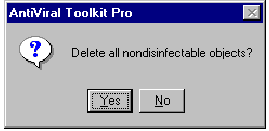 AntiViral Toolkit Pro
Delete all nondisinfectable objects?
Yes No